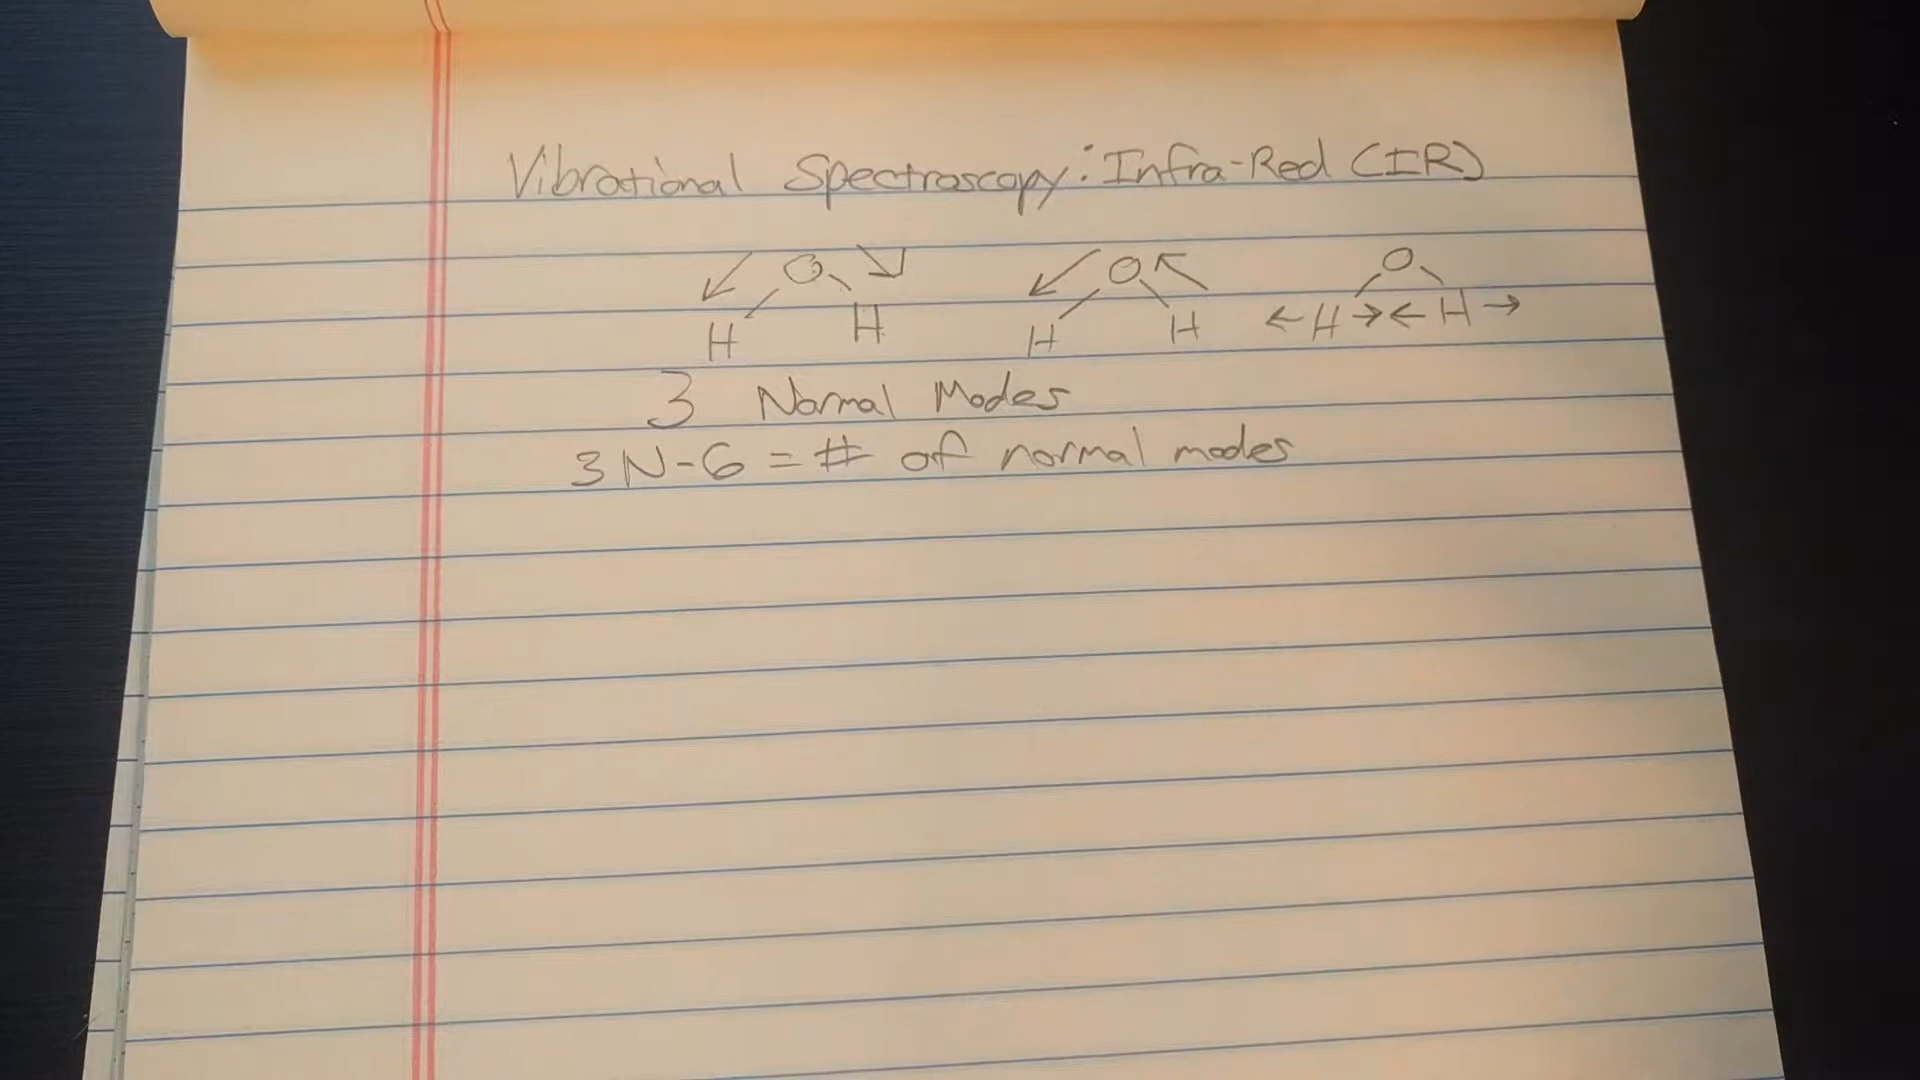 Vibrational Spectroscopy: Infra-Red (IR)
O O O
H H H H ←H→←H→
3 Normal Modes
3N-6 = # of normal modes